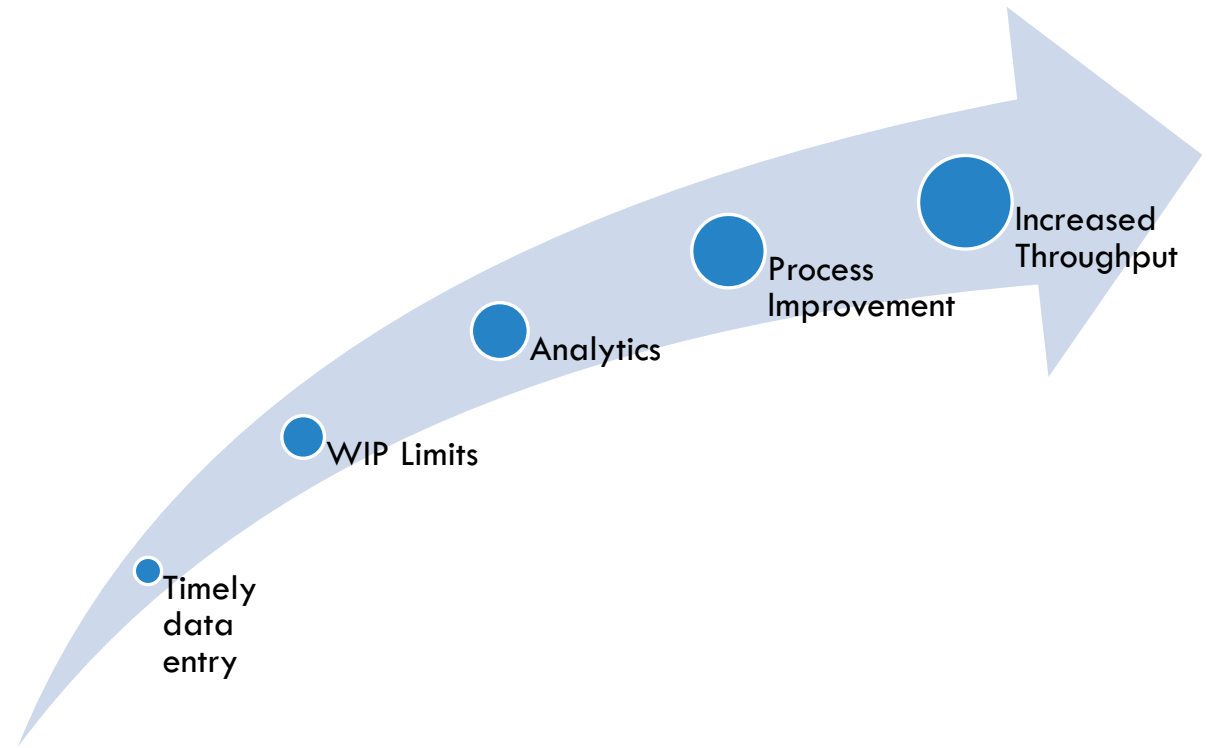 Timely
data
entry
WIP Limits
Analytics
Process
Improvement
Increased
Throughput